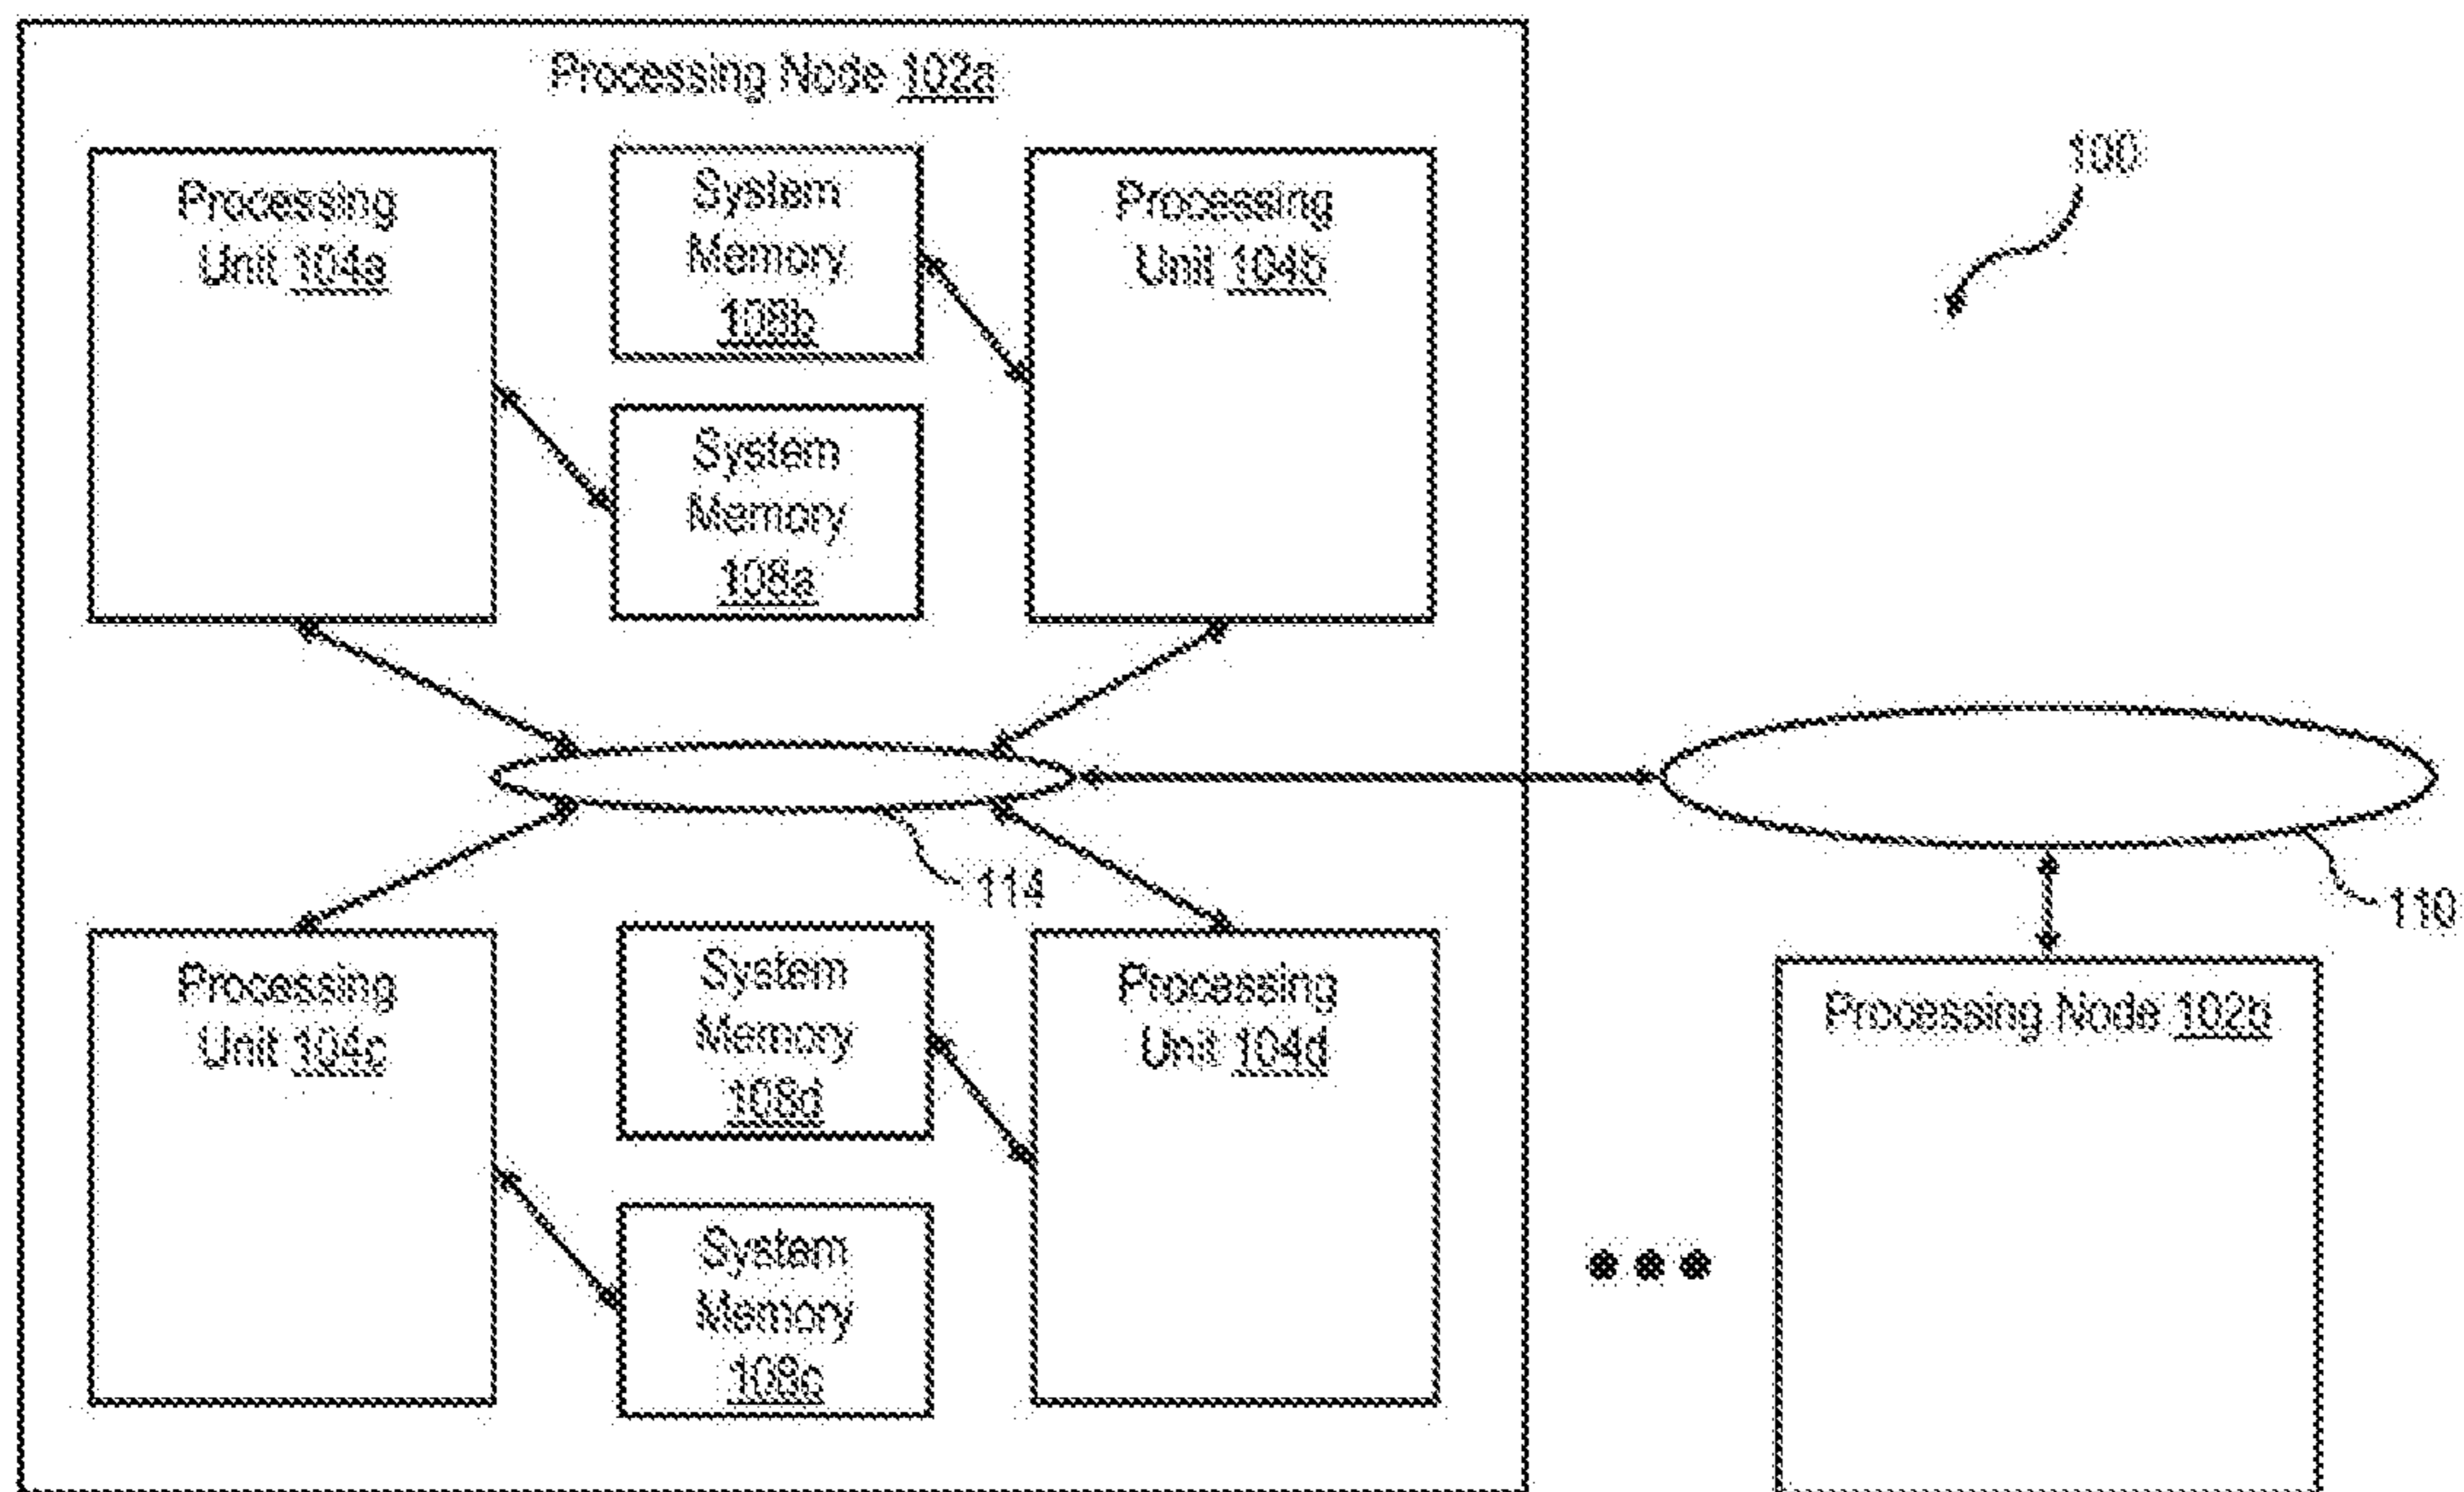 Processing Node 102a
Processing
Unit 104a
System
Memory
108b
Processing
Unit 104b
100
System
Memory
108a
114
110
Processing
Unit 104c
System
Memory
108d
Processing
Unit 104d
Processing Node 102b
System
Memory
108c